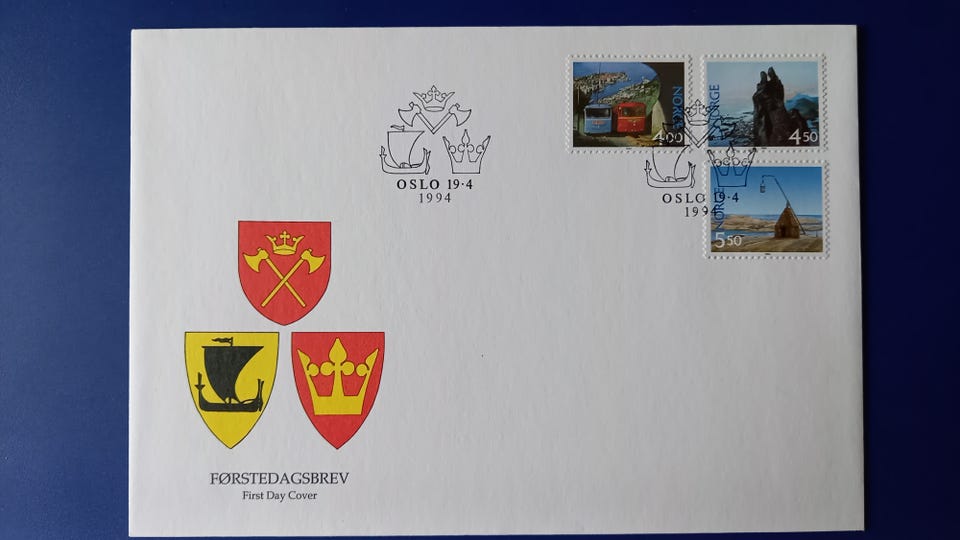 NORGE
4.00
NORGE
4.50
OSLO 19·4
1994
OSLO 19·4
1994
NORGE
5.50
FØRSTEDAGSBREV
First Day Cover